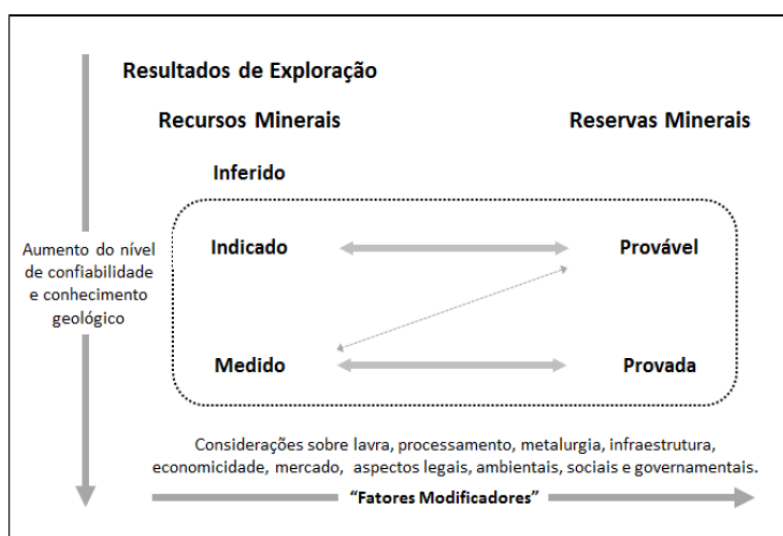 Resultados de Exploração
Recursos Minerais
Reservas Minerais
Inferido
Aumento do nível
de confiabilidade
e conhecimento
geológico
Indicado
Provável
Medido
Provada
Considerações sobre lavra, processamento, metalurgia, infraestrutura,
economicidade, mercado, aspectos legais, ambientais, sociais e governamentais.
“Fatores Modificadores”